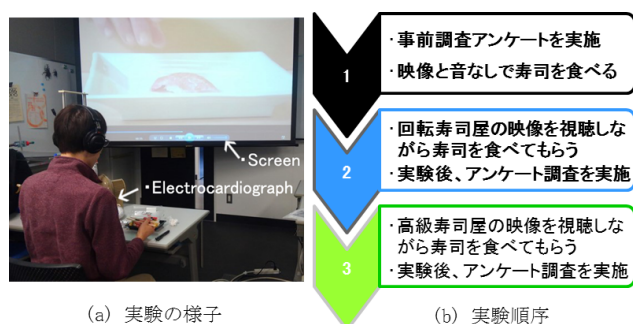 ・Screen
・Electrocardiograph
(a) 実験の様子
1
・事前調査アンケートを実施
・映像と音なしで寿司を食べる
2
・回転寿司屋の映像を視聴しな
がら寿司を食べてもらう
・実験後、アンケート調査を実施
3
・高級寿司屋の映像を視聴しな
がら寿司を食べてもらう
・実験後、アンケート調査を実施
(b) 実験順序